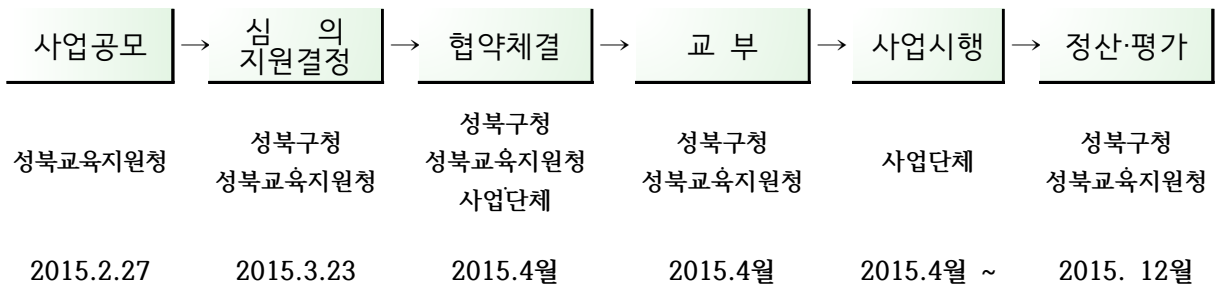 사업공모 → 심 의 지원결정 → 협약체결 → 교 부 → 사업시행 → 정산·평가
성북교육지원청
성북구청
성북교육지원청
성북구청
성북교육지원청
사업단체
성북구청
성북교육지원청
사업단체
성북구청
성북교육지원청
2015.2.27 2015.3.23 2015.4월 2015.4월 2015.4월 ~ 2015. 12월